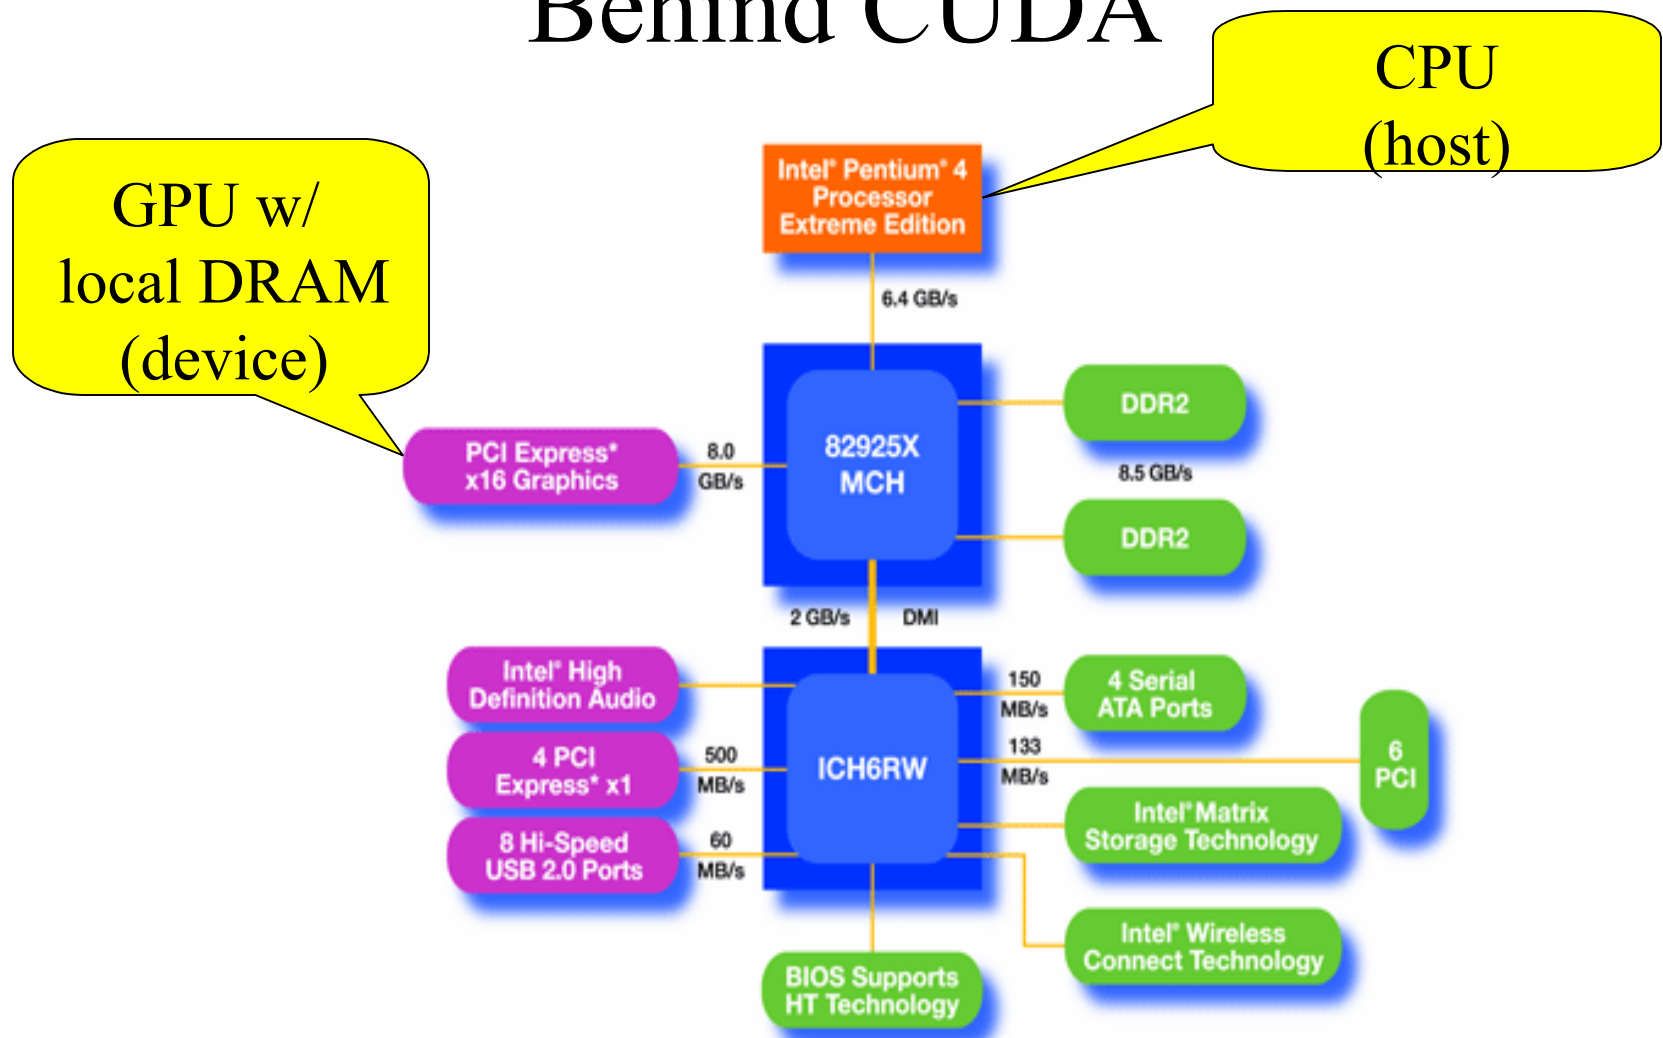 Behind CUDA
CPU
(host)
GPU w/
local DRAM
(device)
Intel® Pentium® 4
Processor
Extreme Edition
6.4 GB/s
PCI Express*
x16 Graphics
8.0
GB/s
82925X
MCH
DDR2
8.5 GB/s
DDR2
2 GB/s
DMI
Intel® High
Definition Audio
4 PCI
Express* x1
500
MB/s
8 Hi-Speed
USB 2.0 Ports
60
MB/s
ICH6RW
150
MB/s
4 Serial
ATA Ports
133
MB/s
6
PCI
Intel® Matrix
Storage Technology
Intel® Wireless
Connect Technology
BIOS Supports
HT Technology